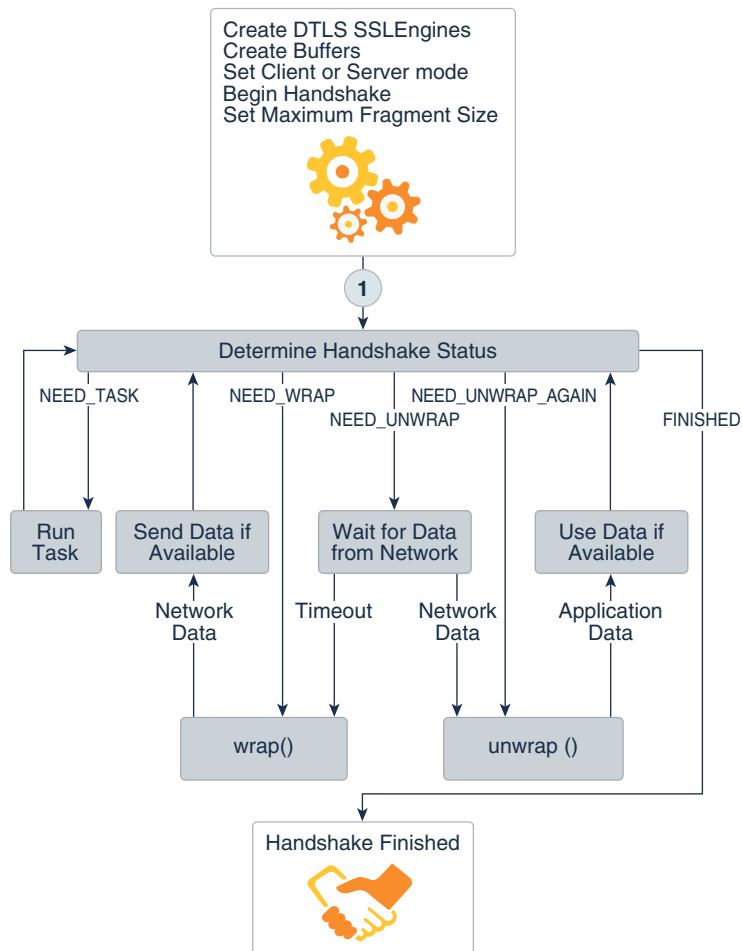 Create DTLS SSLEngines
Create Buffers
Set Client or Server mode
Begin Handshake
Set Maximum Fragment Size
1
Determine Handshake Status
NEED_TASK
NEED_WRAP
NEED_UNWRAP
NEED_UNWRAP_AGAIN
FINISHED
Run
Task
Send Data if
Available
Wait for Data
from Network
Use Data if
Available
Network
Data
Timeout
Network
Data
Application
Data
wrap()
unwrap ()
Handshake Finished